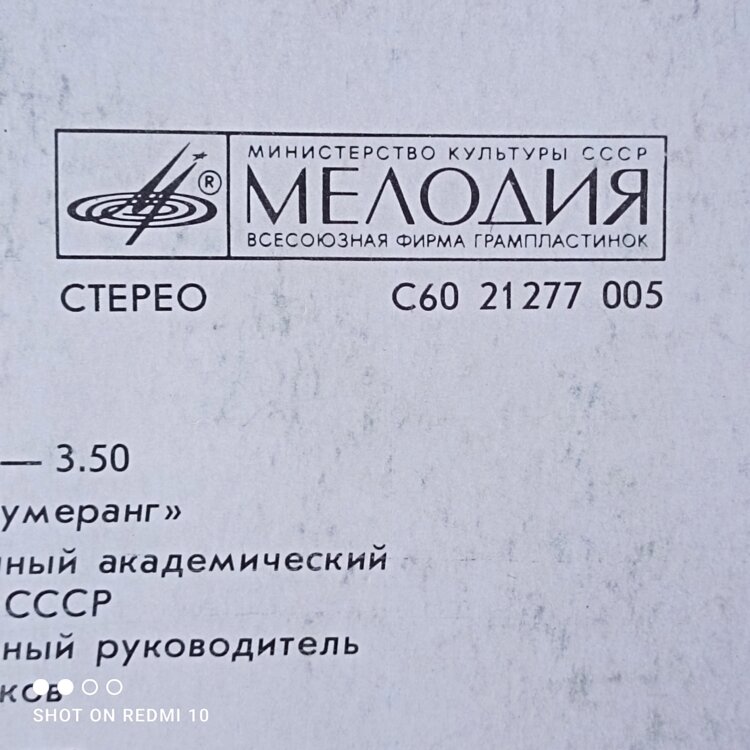 ®
МИНИСТЕРСТВО КУЛЬТУРЫ СССР
МЕЛОДИЯ
ВСЕСОЮЗНАЯ ФИРМА ГРАМПЛАСТИНОК
СТЕРЕО С60 21277 005
— 3.50
умеранг»
ный академический
СССР
ный руководитель
ков
SHOT ON REDMI 10